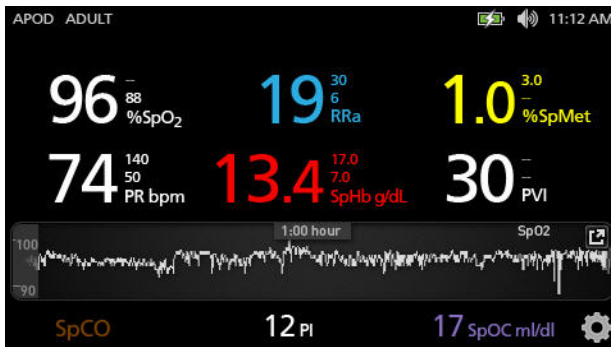 APOD ADULT 11:12 AM
96 -- 88 %SpO2
19 30 6 RRa
1.0 3.0 -- %SpMet
74 140 50 PR bpm
13.4 17.0 7.0 SpHb g/dL
30 -- -- PVI
1:00 hour SpO2
100
90
SpCO 12 PI 17 SpOC ml/dl